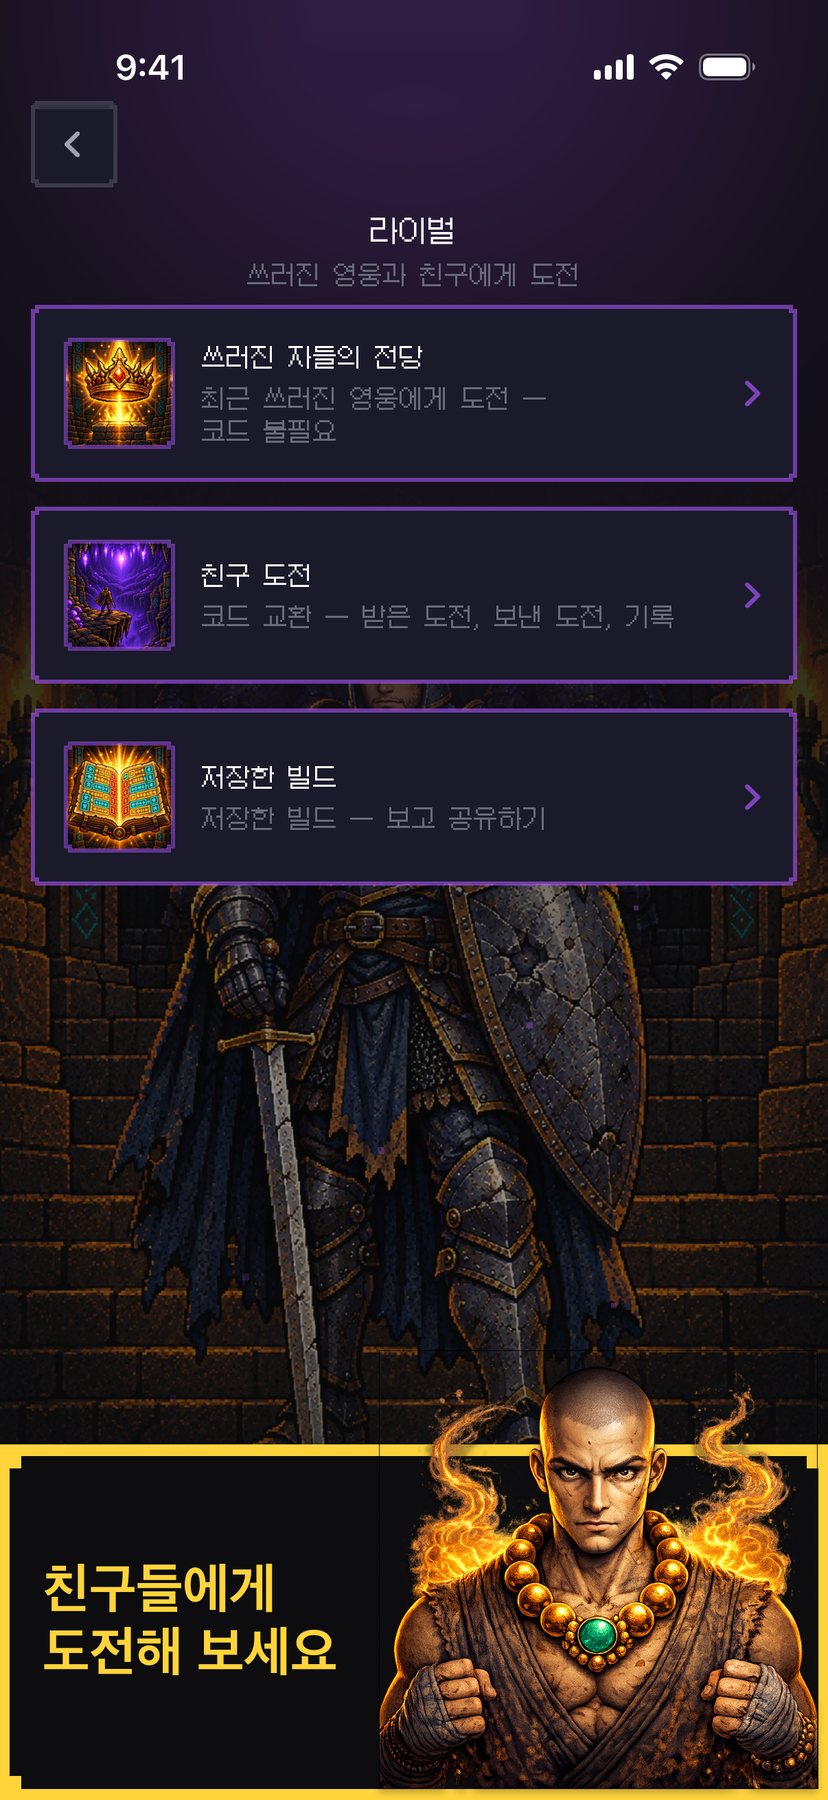 9:41
라이벌
쓰러진 영웅과 친구에게 도전
쓰러진 자들의 전당
최근 쓰러진 영웅에게 도전 —
코드 불필요
친구 도전
코드 교환 — 받은 도전, 보낸 도전, 기록
저장한 빌드
저장한 빌드 — 보고 공유하기
친구들에게
도전해 보세요